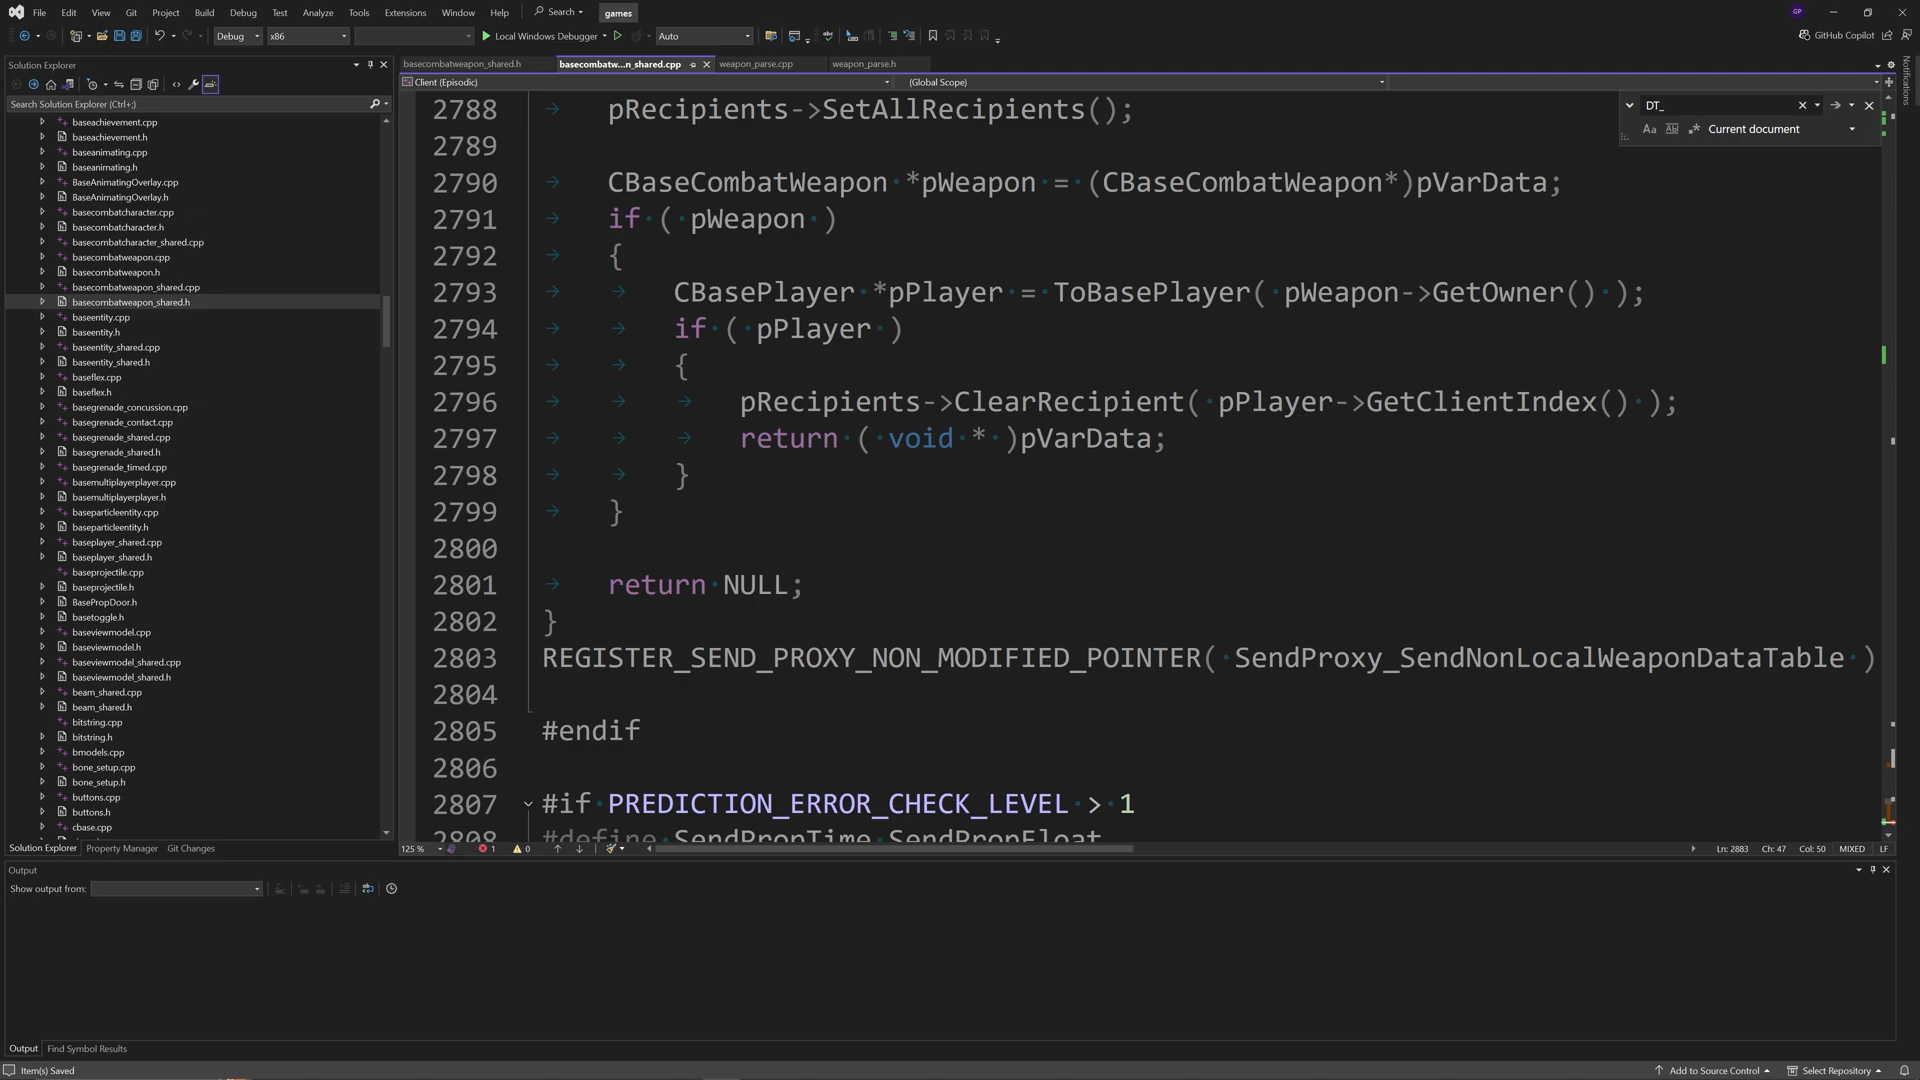 File Edit View Git Project Build Debug Test Analyze Tools Extensions Window Help Search games GP
Debug x86 Local Windows Debugger Auto GitHub Copilot
Solution Explorer
Search Solution Explorer (Ctrl+;)
baseachievement.cpp
baseachievement.h
baseanimating.cpp
baseanimating.h
BaseAnimatingOverlay.cpp
BaseAnimatingOverlay.h
basecombatcharacter.cpp
basecombatcharacter.h
basecombatcharacter_shared.cpp
basecombatweapon.cpp
basecombatweapon.h
basecombatweapon_shared.cpp
basecombatweapon_shared.h
baseentity.cpp
baseentity.h
baseentity_shared.cpp
baseentity_shared.h
baseflex.cpp
baseflex.h
basegrenade_concussion.cpp
basegrenade_contact.cpp
basegrenade_shared.cpp
basegrenade_shared.h
basegrenade_timed.cpp
basemultiplayerplayer.cpp
basemultiplayerplayer.h
baseparticleentity.cpp
baseparticleentity.h
baseplayer_shared.cpp
baseplayer_shared.h
baseprojectile.cpp
baseprojectile.h
BasePropDoor.h
basetoggle.h
baseviewmodel.cpp
baseviewmodel.h
baseviewmodel_shared.cpp
baseviewmodel_shared.h
beam_shared.cpp
beam_shared.h
bitstring.cpp
bitstring.h
bmodels.cpp
bone_setup.cpp
bone_setup.h
buttons.cpp
buttons.h
cbase.cpp
Solution Explorer Property Manager Git Changes
basecombatweapon_shared.h basecombatw...n_shared.cpp weapon_parse.cpp weapon_parse.h
Client (Episodic) (Global Scope)
DT_
Aa Ab Current document
2788 pRecipients->SetAllRecipients();
2789
2790 CBaseCombatWeapon *pWeapon = (CBaseCombatWeapon*)pVarData;
2791 if ( pWeapon )
2792 {
2793 CBasePlayer *pPlayer = ToBasePlayer( pWeapon->GetOwner() );
2794 if ( pPlayer )
2795 {
2796 pRecipients->ClearRecipient( pPlayer->GetClientIndex() );
2797 return ( void * )pVarData;
2798 }
2799 }
2800
2801 return NULL;
2802 }
2803 REGISTER_SEND_PROXY_NON_MODIFIED_POINTER( SendProxy_SendNonLocalWeaponDataTable )
2804
2805 #endif
2806
2807 #if PREDICTION_ERROR_CHECK_LEVEL > 1
2808 #define SendPropTime SendPropFloat
125 % 1 0 Ln: 2883 Ch: 47 Col: 50 MIXED LF
Output
Show output from:
Output Find Symbol Results
Item(s) Saved Add to Source Control Select Repository
Notifications